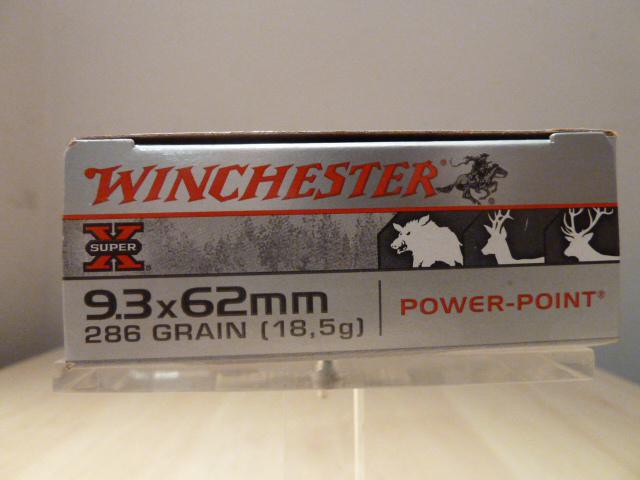 WINCHESTER®
SUPER X®
9.3x62mm
286 GRAIN (18,5g)
POWER-POINT®